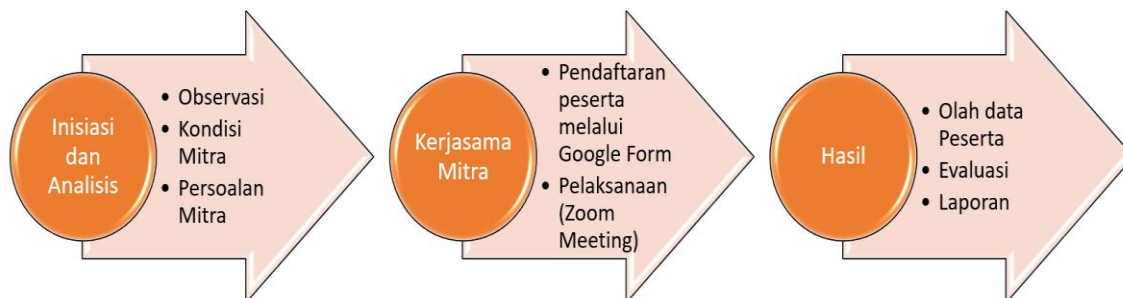 Inisiasi
dan
Analisis
• Observasi
• Kondisi
Mitra
• Persoalan
Mitra
Kerjasama
Mitra
• Pendaftaran
peserta
melalui
Google Form
• Pelaksanaan
(Zoom
Meeting)
Hasil
• Olah data
Peserta
• Evaluasi
• Laporan